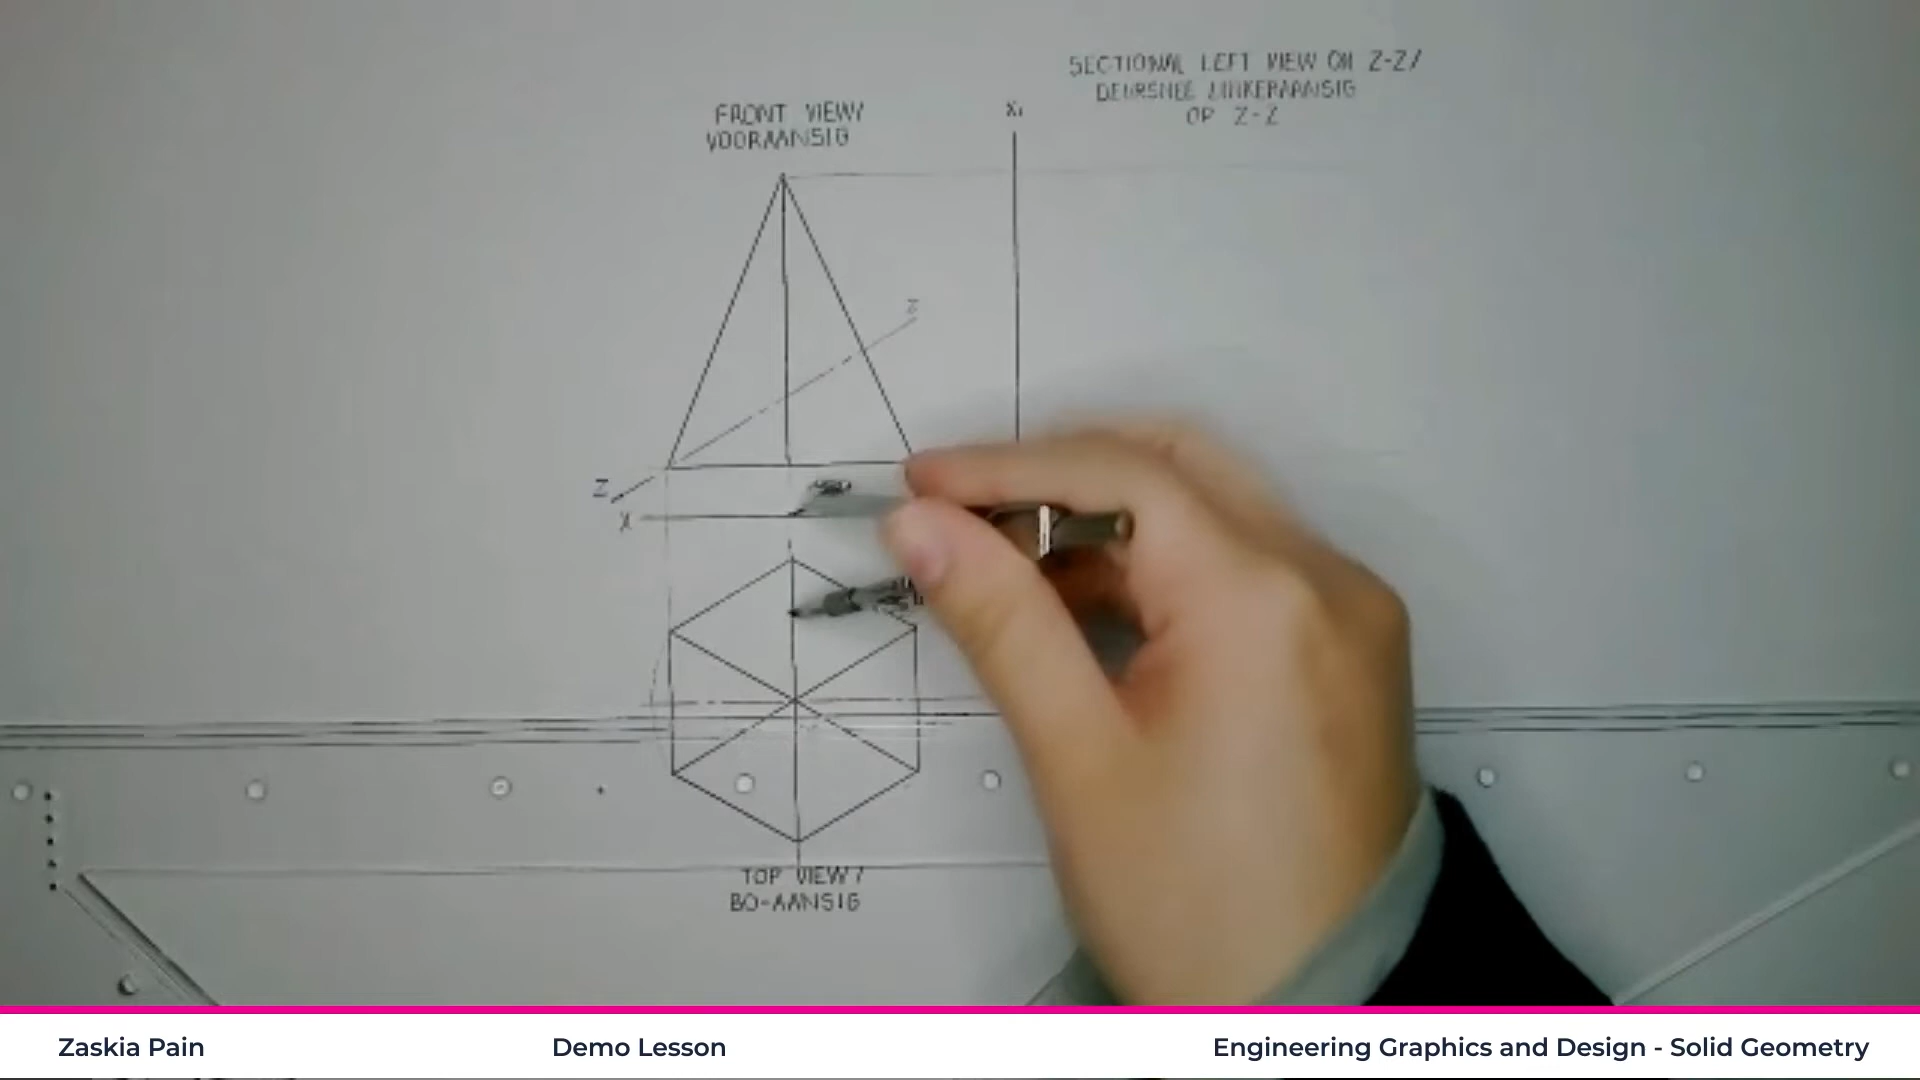 FRONT VIEW/
VOORAANSIG
X₁
SECTIONAL LEFT VIEW ON Z-Z/
DEURSNEE LINKERAANSIG
OP Z-Z
Z
Z
X
TOP VIEW/
BO-AANSIG
Zaskia Pain
Demo Lesson
Engineering Graphics and Design - Solid Geometry